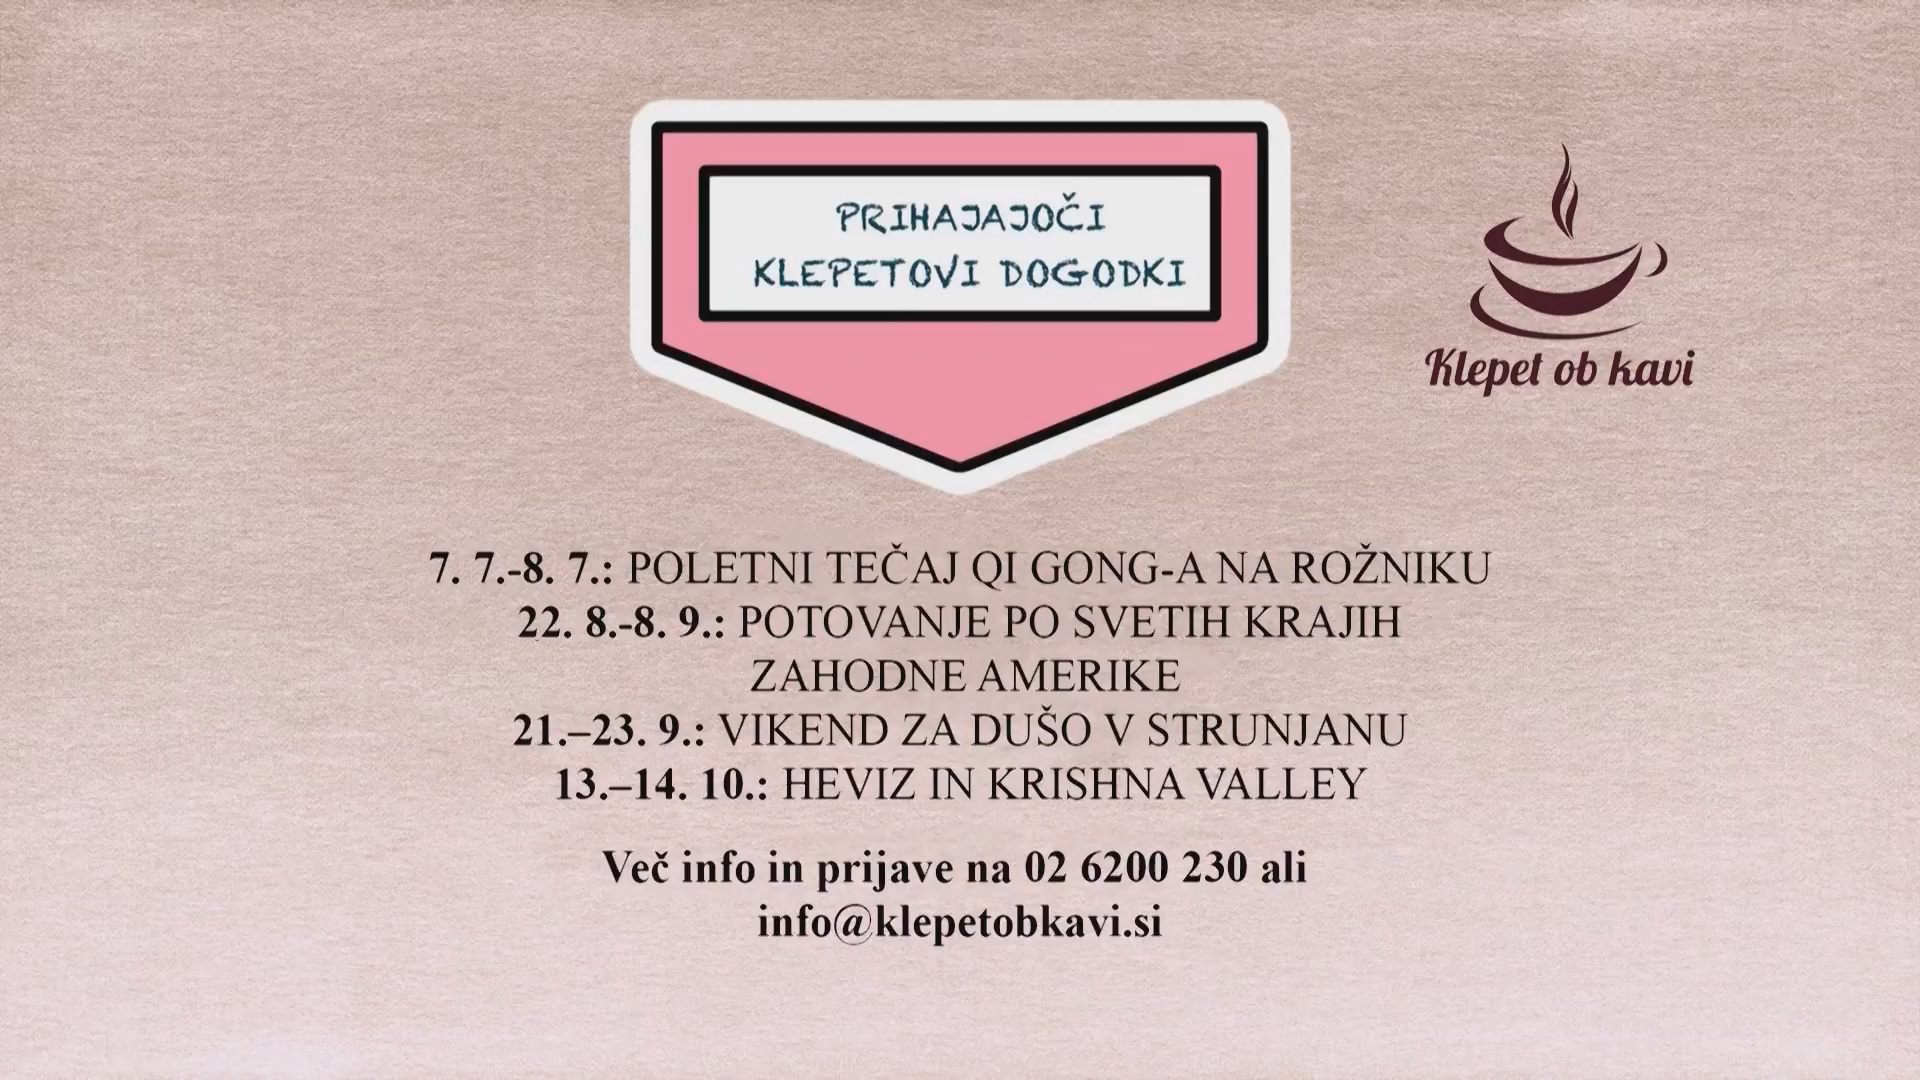 PRIHAJAJOČI
KLEPETOVI DOGODKI
Klepet ob kavi
7. 7.-8. 7.: POLETNI TEČAJ QI GONG-A NA ROŽNIKU
22. 8.-8. 9.: POTOVANJE PO SVETIH KRAJIH
ZAHODNE AMERIKE
21.–23. 9.: VIKEND ZA DUŠO V STRUNJANU
13.–14. 10.: HEVIZ IN KRISHNA VALLEY
Več info in prijave na 02 6200 230 ali
info@klepetobkavi.si